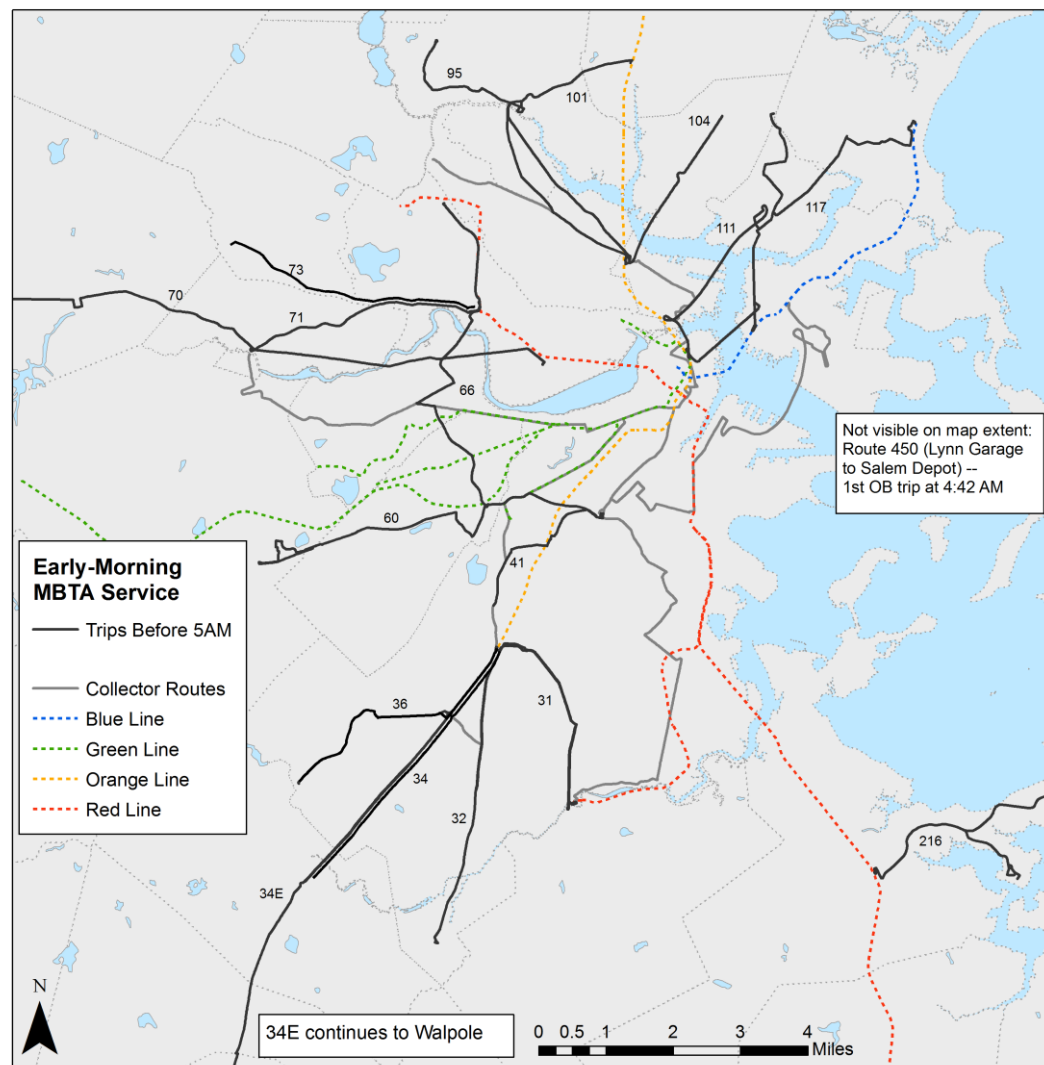 95
101
104
117
111
73
70
71
66
Not visible on map extent:
Route 450 (Lynn Garage
to Salem Depot) --
1st OB trip at 4:42 AM
60
41
Early-Morning
MBTA Service
Trips Before 5AM
Collector Routes
Blue Line
Green Line
Orange Line
Red Line
36
31
34
32
216
34E
N
34E continues to Walpole
0 0.5 1 2 3 4
Miles